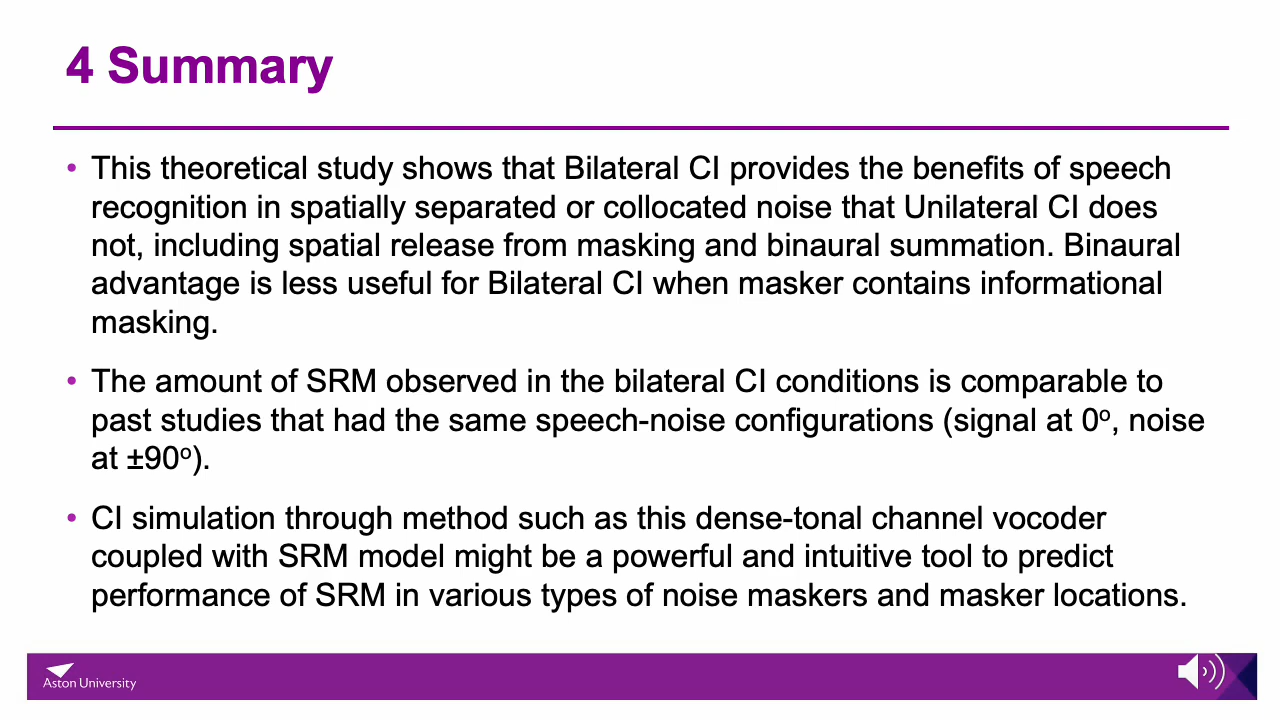 4 Summary
• This theoretical study shows that Bilateral CI provides the benefits of speech
recognition in spatially separated or collocated noise that Unilateral CI does
not, including spatial release from masking and binaural summation. Binaural
advantage is less useful for Bilateral CI when masker contains informational
masking.
• The amount of SRM observed in the bilateral CI conditions is comparable to
past studies that had the same speech-noise configurations (signal at 0º, noise
at ±90º).
• CI simulation through method such as this dense-tonal channel vocoder
coupled with SRM model might be a powerful and intuitive tool to predict
performance of SRM in various types of noise maskers and masker locations.
Aston University